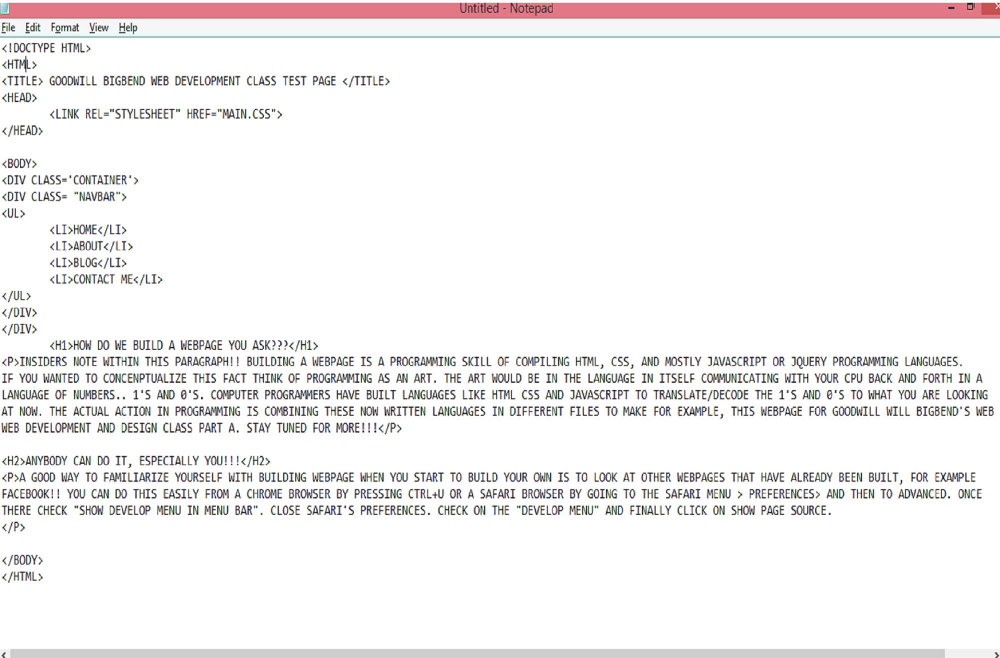 Untitled - Notepad
File Edit Format View Help
<!DOCTYPE HTML>
<HTML>
<TITLE> GOODWILL BIGBEND WEB DEVELOPMENT CLASS TEST PAGE </TITLE>
<HEAD>
<LINK REL="STYLESHEET" HREF="MAIN.CSS">
</HEAD>
<BODY>
<DIV CLASS='CONTAINER'>
<DIV CLASS= "NAVBAR">
<UL>
<LI>HOME</LI>
<LI>ABOUT</LI>
<LI>BLOG</LI>
<LI>CONTACT ME</LI>
</UL>
</DIV>
</DIV>
<H1>HOW DO WE BUILD A WEBPAGE YOU ASK???</H1>
<P>INSIDERS NOTE WITHIN THIS PARAGRAPH!! BUILDING A WEBPAGE IS A PROGRAMMING SKILL OF COMPILING HTML, CSS, AND MOSTLY JAVASCRIPT OR JQUERY PROGRAMMING LANGUAGES.
IF YOU WANTED TO CONCENPTUALIZE THIS FACT THINK OF PROGRAMMING AS AN ART. THE ART WOULD BE IN THE LANGUAGE IN ITSELF COMMUNICATING WITH YOUR CPU BACK AND FORTH IN A
LANGUAGE OF NUMBERS.. 1'S AND 0'S. COMPUTER PROGRAMMERS HAVE BUILT LANGUAGES LIKE HTML CSS AND JAVASCRIPT TO TRANSLATE/DECODE THE 1'S AND 0'S TO WHAT YOU ARE LOOKING
AT NOW. THE ACTUAL ACTION IN PROGRAMMING IS COMBINING THESE NOW WRITTEN LANGUAGES IN DIFFERENT FILES TO MAKE FOR EXAMPLE, THIS WEBPAGE FOR GOODWILL WILL BIGBEND'S WEB
WEB DEVELOPMENT AND DESIGN CLASS PART A. STAY TUNED FOR MORE!!!</P>
<H2>ANYBODY CAN DO IT, ESPECIALLY YOU!!!</H2>
<P>A GOOD WAY TO FAMILIARIZE YOURSELF WITH BUILDING WEBPAGE WHEN YOU START TO BUILD YOUR OWN IS TO LOOK AT OTHER WEBPAGES THAT HAVE ALREADY BEEN BUILT, FOR EXAMPLE
FACEBOOK!! YOU CAN DO THIS EASILY FROM A CHROME BROWSER BY PRESSING CTRL+U OR A SAFARI BROWSER BY GOING TO THE SAFARI MENU > PREFERENCES> AND THEN TO ADVANCED. ONCE
THERE CHECK "SHOW DEVELOP MENU IN MENU BAR". CLOSE SAFARI'S PREFERENCES. CHECK ON THE "DEVELOP MENU" AND FINALLY CLICK ON SHOW PAGE SOURCE.
</P>
</BODY>
</HTML>